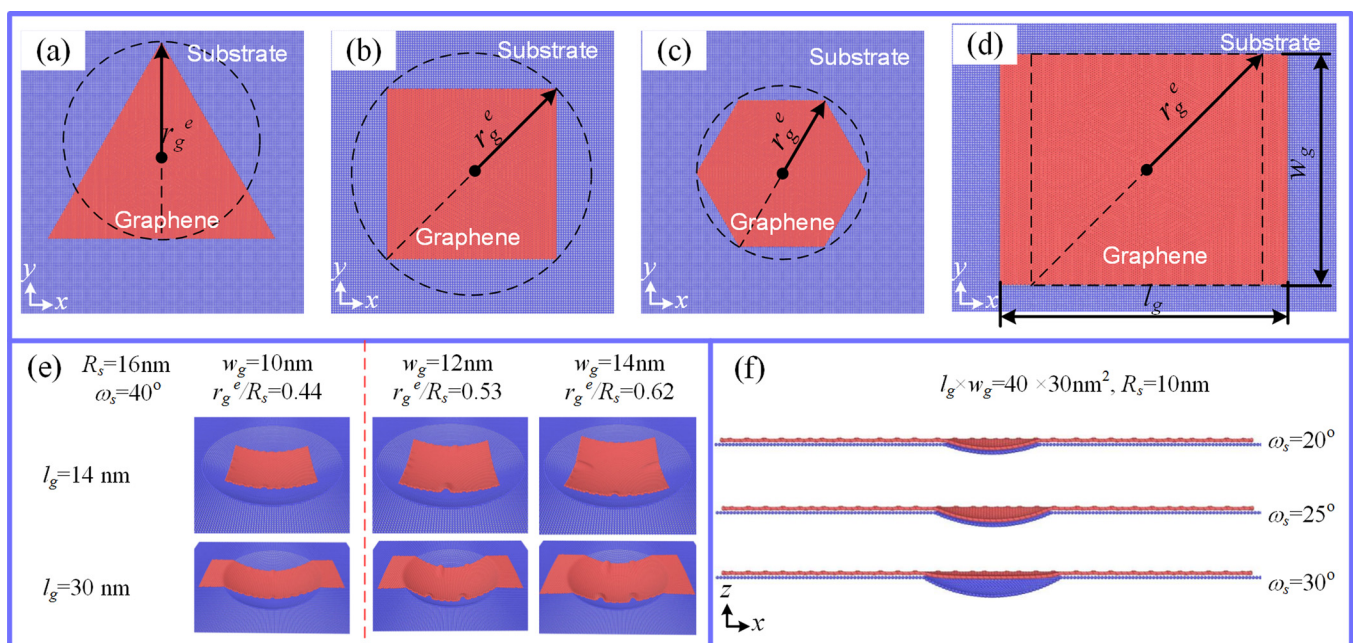 (a)
Substrate
r_g^e
Graphene
y
x
(b)
Substrate
r_g^e
Graphene
y
x
(c)
Substrate
r_g^e
Graphene
y
x
(d)
Substrate
r_g^e
w_g
Graphene
y
x
l_g
(e)
R_s=16nm
ω_s=40°
w_g=10nm
r_g^e/R_s=0.44
w_g=12nm
r_g^e/R_s=0.53
w_g=14nm
r_g^e/R_s=0.62
l_g=14 nm
l_g=30 nm
(f)
l_g×w_g=40 ×30nm², R_s=10nm
ω_s=20°
ω_s=25°
ω_s=30°
z
x